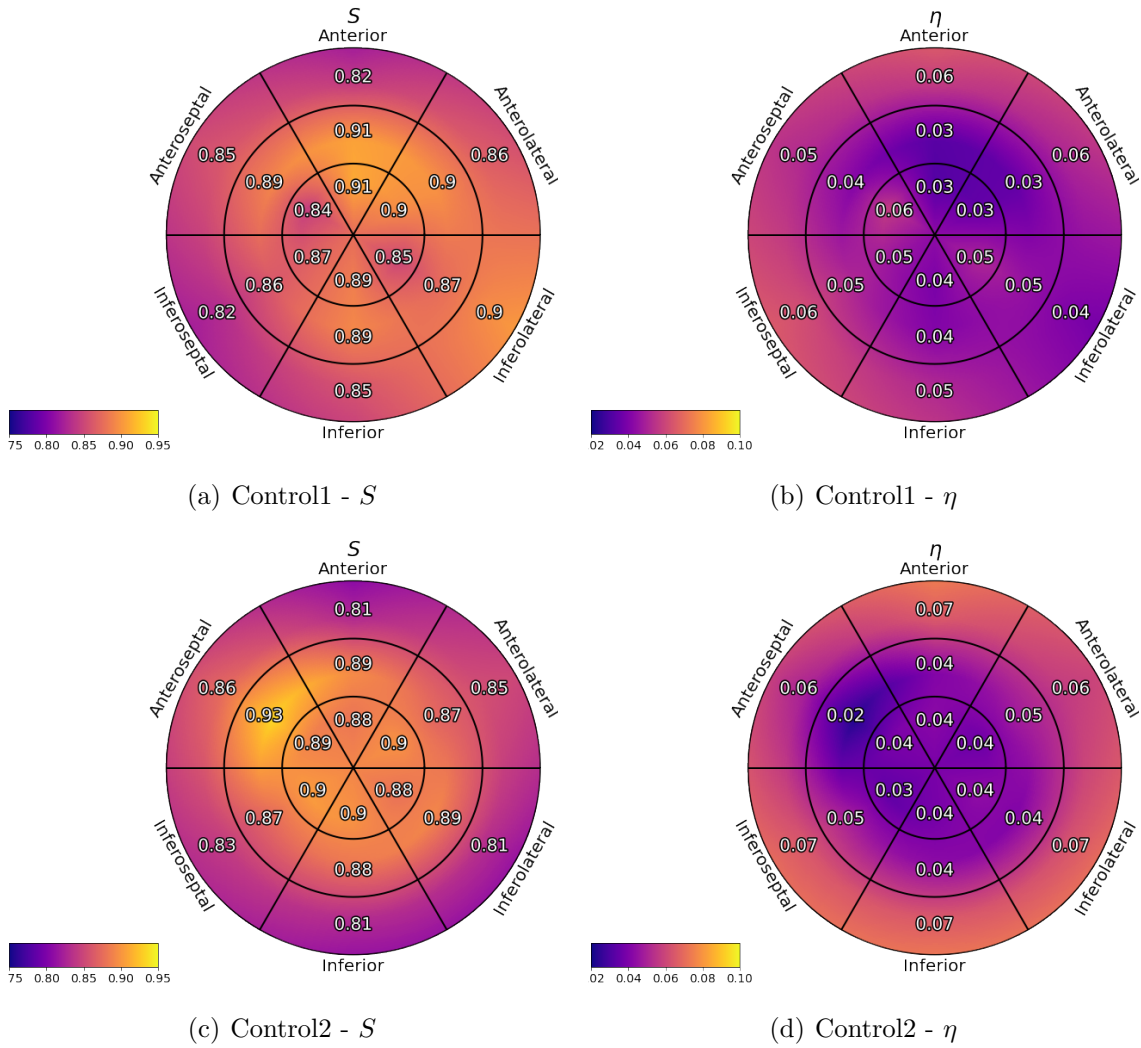 S
Anterior
Anteroseptal
Anterolateral
0.82
0.91
0.85
0.86
0.89
0.9
0.91
0.84
0.9
0.87
0.85
0.86
0.89
0.87
0.82
0.9
0.89
0.85
Inferoseptal
Inferolateral
Inferior
75 0.80 0.85 0.90 0.95
(a) Control1 - S
η
Anterior
Anteroseptal
Anterolateral
0.06
0.03
0.05
0.06
0.04
0.03
0.03
0.06
0.03
0.05
0.05
0.05
0.04
0.06
0.04
0.04
0.05
Inferoseptal
Inferolateral
Inferior
02 0.04 0.06 0.08 0.10
(b) Control1 - η
S
Anterior
Anteroseptal
Anterolateral
0.81
0.89
0.86
0.85
0.93
0.87
0.88
0.89
0.9
0.9
0.88
0.9
0.87
0.89
0.83
0.81
0.88
0.81
Inferoseptal
Inferolateral
Inferior
75 0.80 0.85 0.90 0.95
(c) Control2 - S
η
Anterior
Anteroseptal
Anterolateral
0.07
0.04
0.06
0.06
0.02
0.05
0.04
0.04
0.04
0.03
0.04
0.04
0.05
0.04
0.07
0.07
0.04
0.07
Inferoseptal
Inferolateral
Inferior
02 0.04 0.06 0.08 0.10
(d) Control2 - η